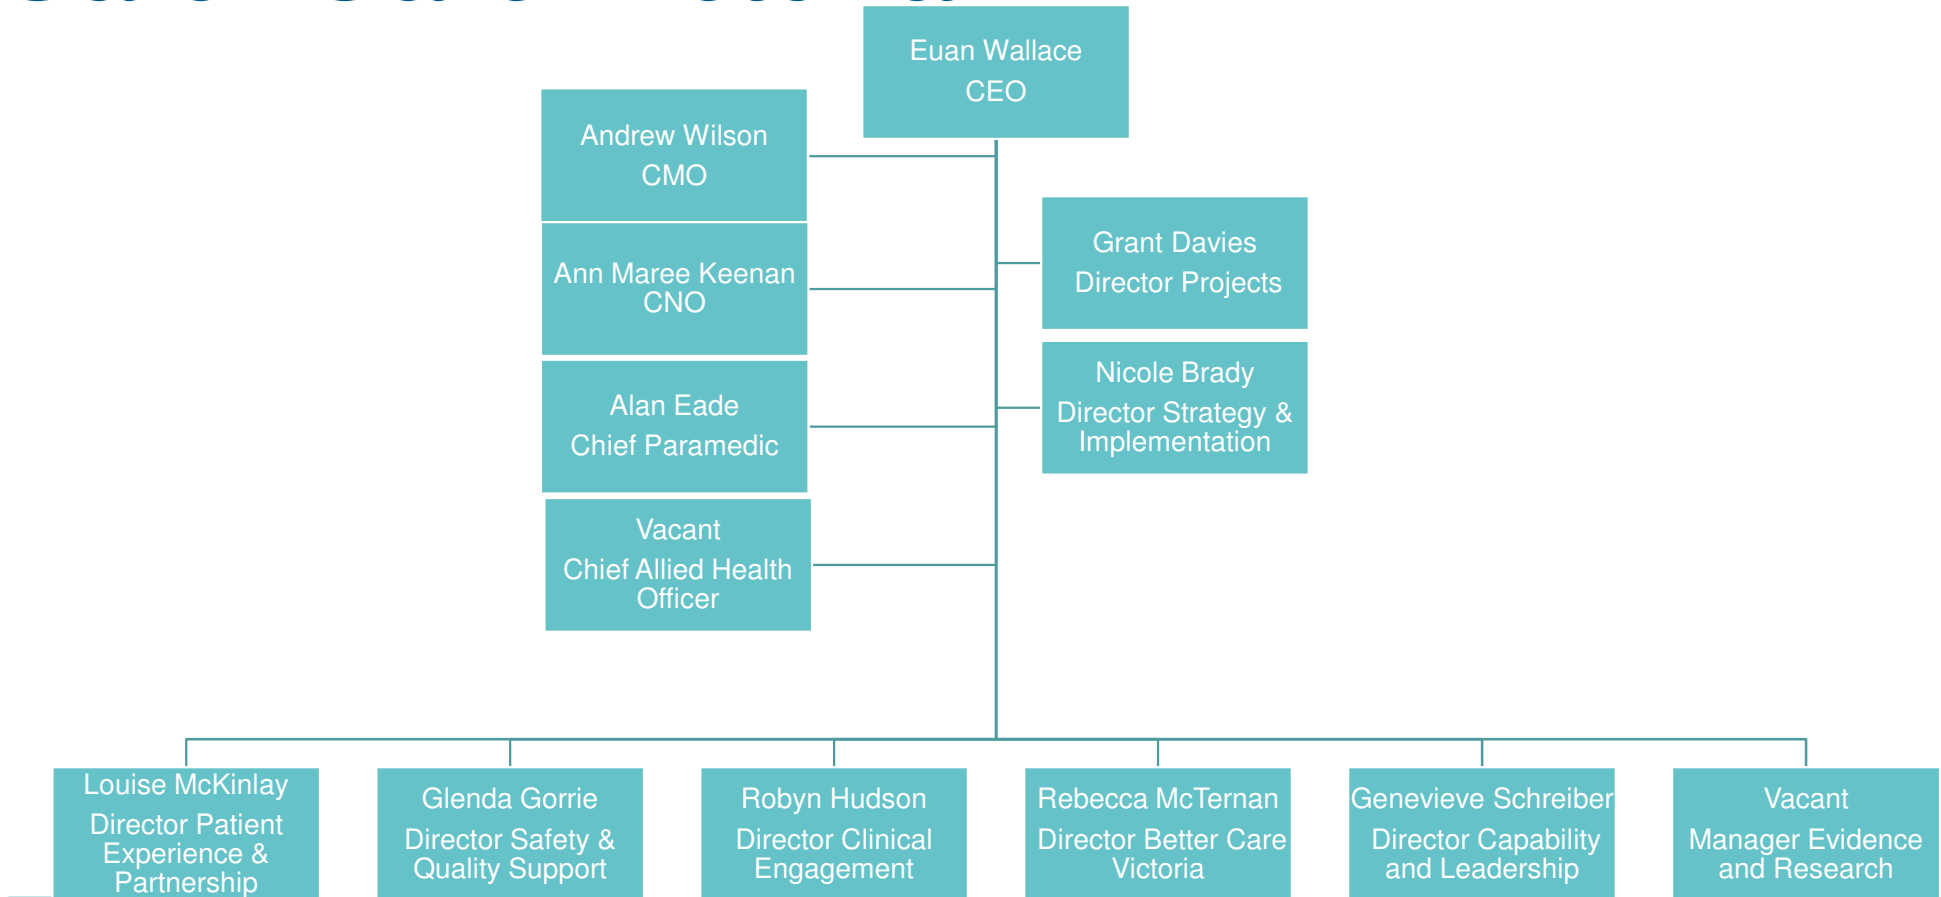 Euan Wallace
CEO
Andrew Wilson
CMO
Ann Maree Keenan
CNO
Grant Davies
Director Projects
Alan Eade
Chief Paramedic
Nicole Brady
Director Strategy &
Implementation
Vacant
Chief Allied Health
Officer
Louise McKinlay
Director Patient
Experience &
Partnership
Glenda Gorrie
Director Safety &
Quality Support
Robyn Hudson
Director Clinical
Engagement
Rebecca McTernan
Director Better Care
Victoria
Genevieve Schreiber
Director Capability
and Leadership
Vacant
Manager Evidence
and Research